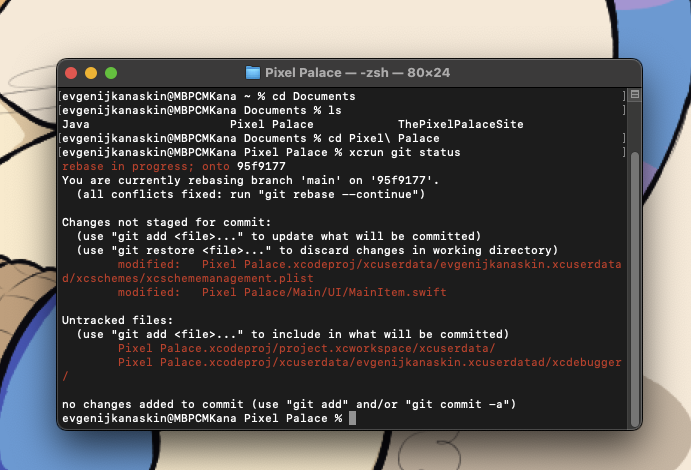 Pixel Palace — -zsh — 80×24
[evgenijkanaskin@MBPCMKana ~ % cd Documents ]
[evgenijkanaskin@MBPCMKana Documents % ls ]
Java Pixel Palace ThePixelPalaceSite
[evgenijkanaskin@MBPCMKana Documents % cd Pixel\ Palace ]
[evgenijkanaskin@MBPCMKana Pixel Palace % xcrun git status ]
rebase in progress; onto 95f9177
You are currently rebasing branch 'main' on '95f9177'.
(all conflicts fixed: run "git rebase --continue")
Changes not staged for commit:
(use "git add <file>..." to update what will be committed)
(use "git restore <file>..." to discard changes in working directory)
modified: Pixel Palace.xcodeproj/xcuserdata/evgenijkanaskin.xcuserdata
d/xcschemes/xcschememanagement.plist
modified: Pixel Palace/Main/UI/MainItem.swift
Untracked files:
(use "git add <file>..." to include in what will be committed)
Pixel Palace.xcodeproj/project.xcworkspace/xcuserdata/
Pixel Palace.xcodeproj/xcuserdata/evgenijkanaskin.xcuserdatad/xcdebugger
/
no changes added to commit (use "git add" and/or "git commit -a")
evgenijkanaskin@MBPCMKana Pixel Palace %